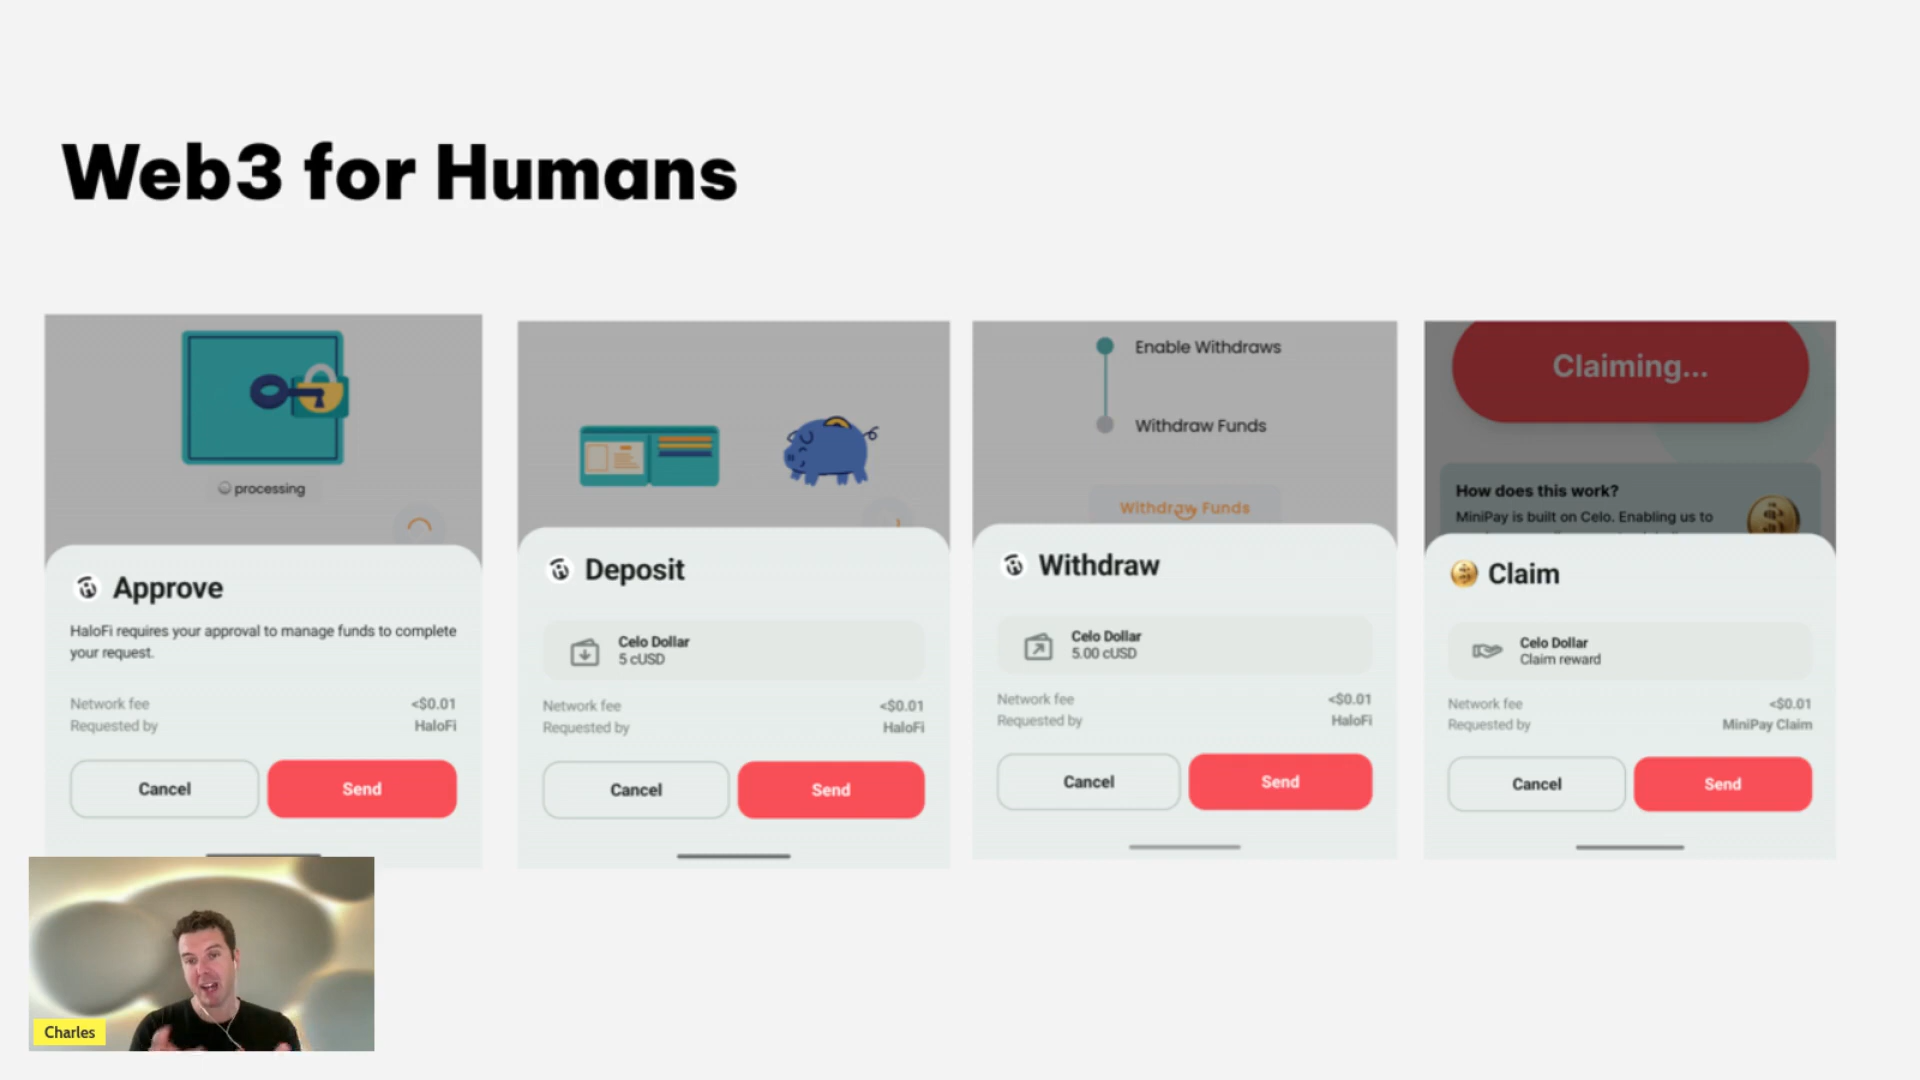 Web3 for Humans
processing
Approve
HaloFi requires your approval to manage funds to complete
your request.
Network fee <$0.01
Requested by HaloFi
Cancel Send
Deposit
Celo Dollar
5 cUSD
Network fee <$0.01
Requested by HaloFi
Cancel Send
Enable Withdraws
Withdraw Funds
Withdraw Funds
Withdraw
Celo Dollar
5.00 cUSD
Network fee <$0.01
Requested by HaloFi
Cancel Send
Claiming...
How does this work?
MiniPay is built on Celo. Enabling us to
Claim
Celo Dollar
Claim reward
Network fee <$0.01
Requested by MiniPay Claim
Cancel Send
Charles